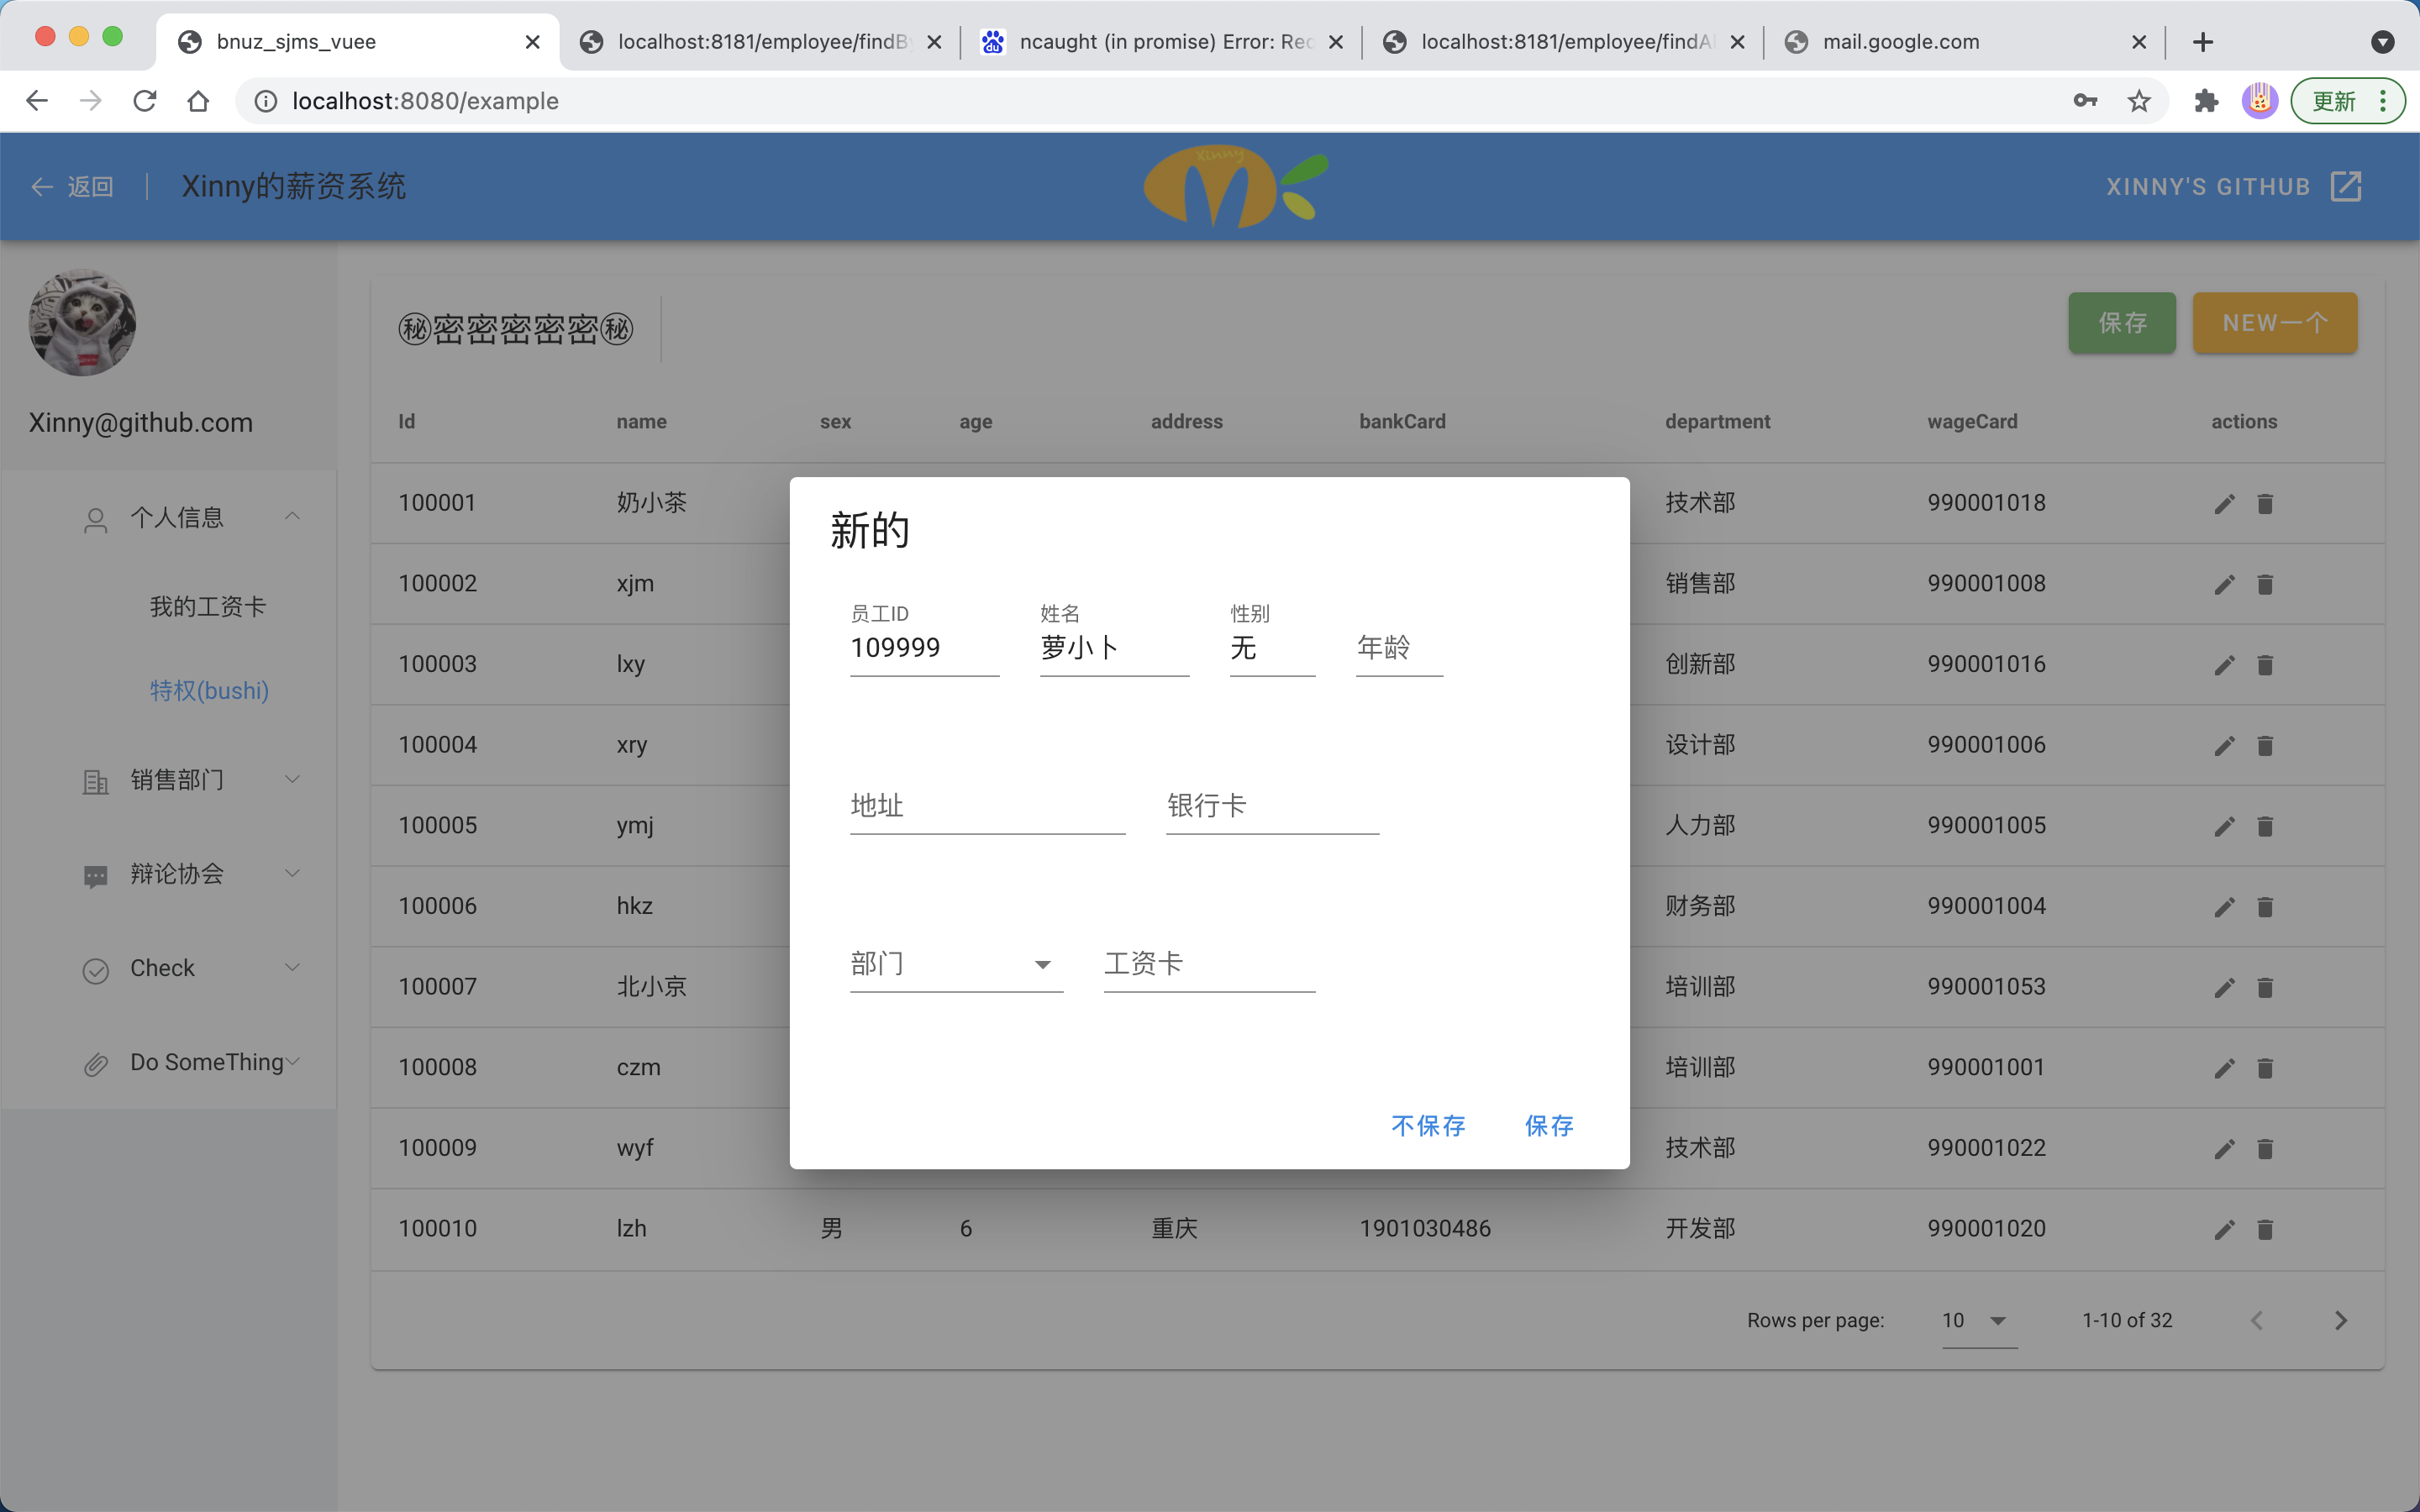 bnuz_sjms_vuee
localhost:8181/employee/findBy
ncaught (in promise) Error: Rec
localhost:8181/employee/findAl
mail.google.com
localhost:8080/example
更新
返回
Xinny的薪资系统
Xinny
XINNY'S GITHUB
Xinny@github.com
个人信息
我的工资卡
特权(bushi)
销售部门
辩论协会
Check
Do SomeThing
㊙密密密密密㊙
保存
NEW一个
Id name sex age address bankCard department wageCard actions
100001 奶小茶 技术部 990001018
100002 xjm 销售部 990001008
100003 lxy 创新部 990001016
100004 xry 设计部 990001006
100005 ymj 人力部 990001005
100006 hkz 财务部 990001004
100007 北小京 培训部 990001053
100008 czm 培训部 990001001
100009 wyf 技术部 990001022
100010 lzh 男 6 重庆 1901030486 开发部 990001020
Rows per page: 10 1-10 of 32
新的
员工ID 姓名 性别
109999 萝小卜 无 年龄
地址 银行卡
部门 工资卡
不保存 保存